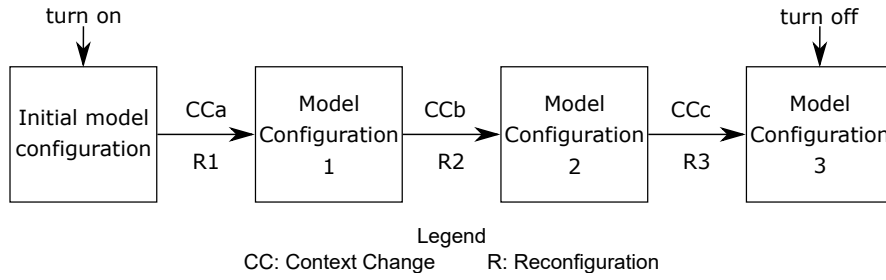 turn on
turn off
Initial model
configuration
CCa
R1
Model
Configuration
1
CCb
R2
Model
Configuration
2
CCc
R3
Model
Configuration
3
Legend
CC: Context Change R: Reconfiguration